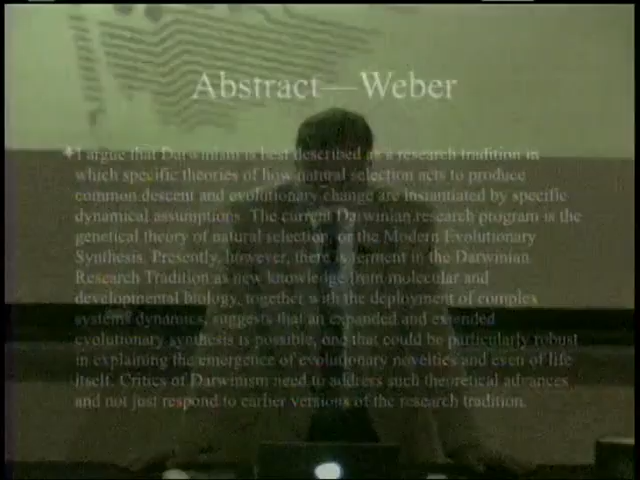 Abstract—Weber
I argue that Darwinism is best described as a research tradition in
which specific theories of how natural selection acts to produce
common descent and evolutionary change are instantiated by specific
dynamical assumptions. The current Darwinian research program is the
genetical theory of natural selection, or the Modern Evolutionary
Synthesis. Presently, however, there is ferment in the Darwinian
Research Tradition as new knowledge from molecular and
developmental biology, together with the deployment of complex
systems dynamics, suggests that an expanded and extended
evolutionary synthesis is possible, one that could be particularly robust
in explaining the emergence of evolutionary novelties and even of life
itself. Critics of Darwinism need to address such theoretical advances
and not just respond to earlier versions of the research tradition.